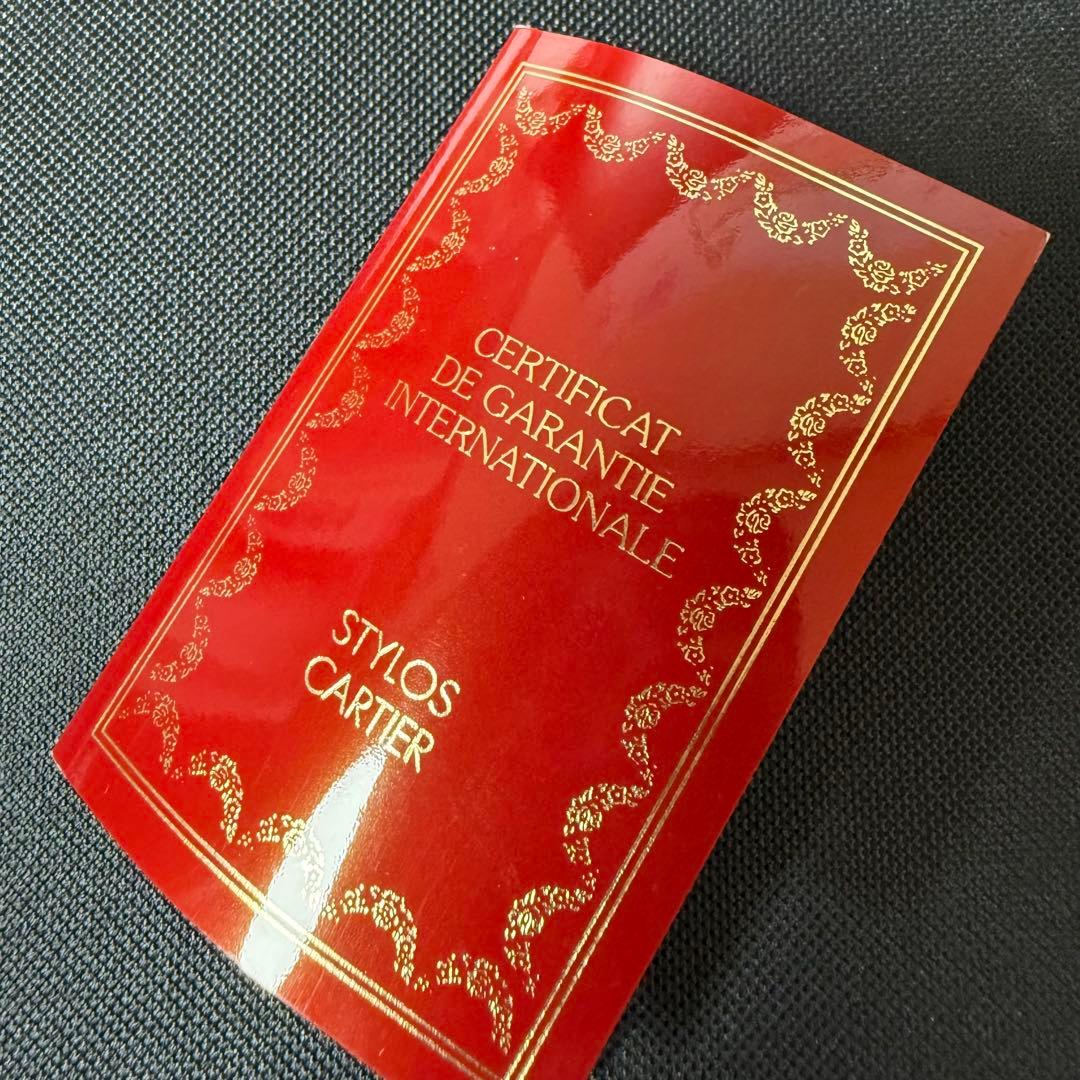 CERTIFICAT
DE GARANTIE
INTERNATIONALE
STYLOS
CARTIER